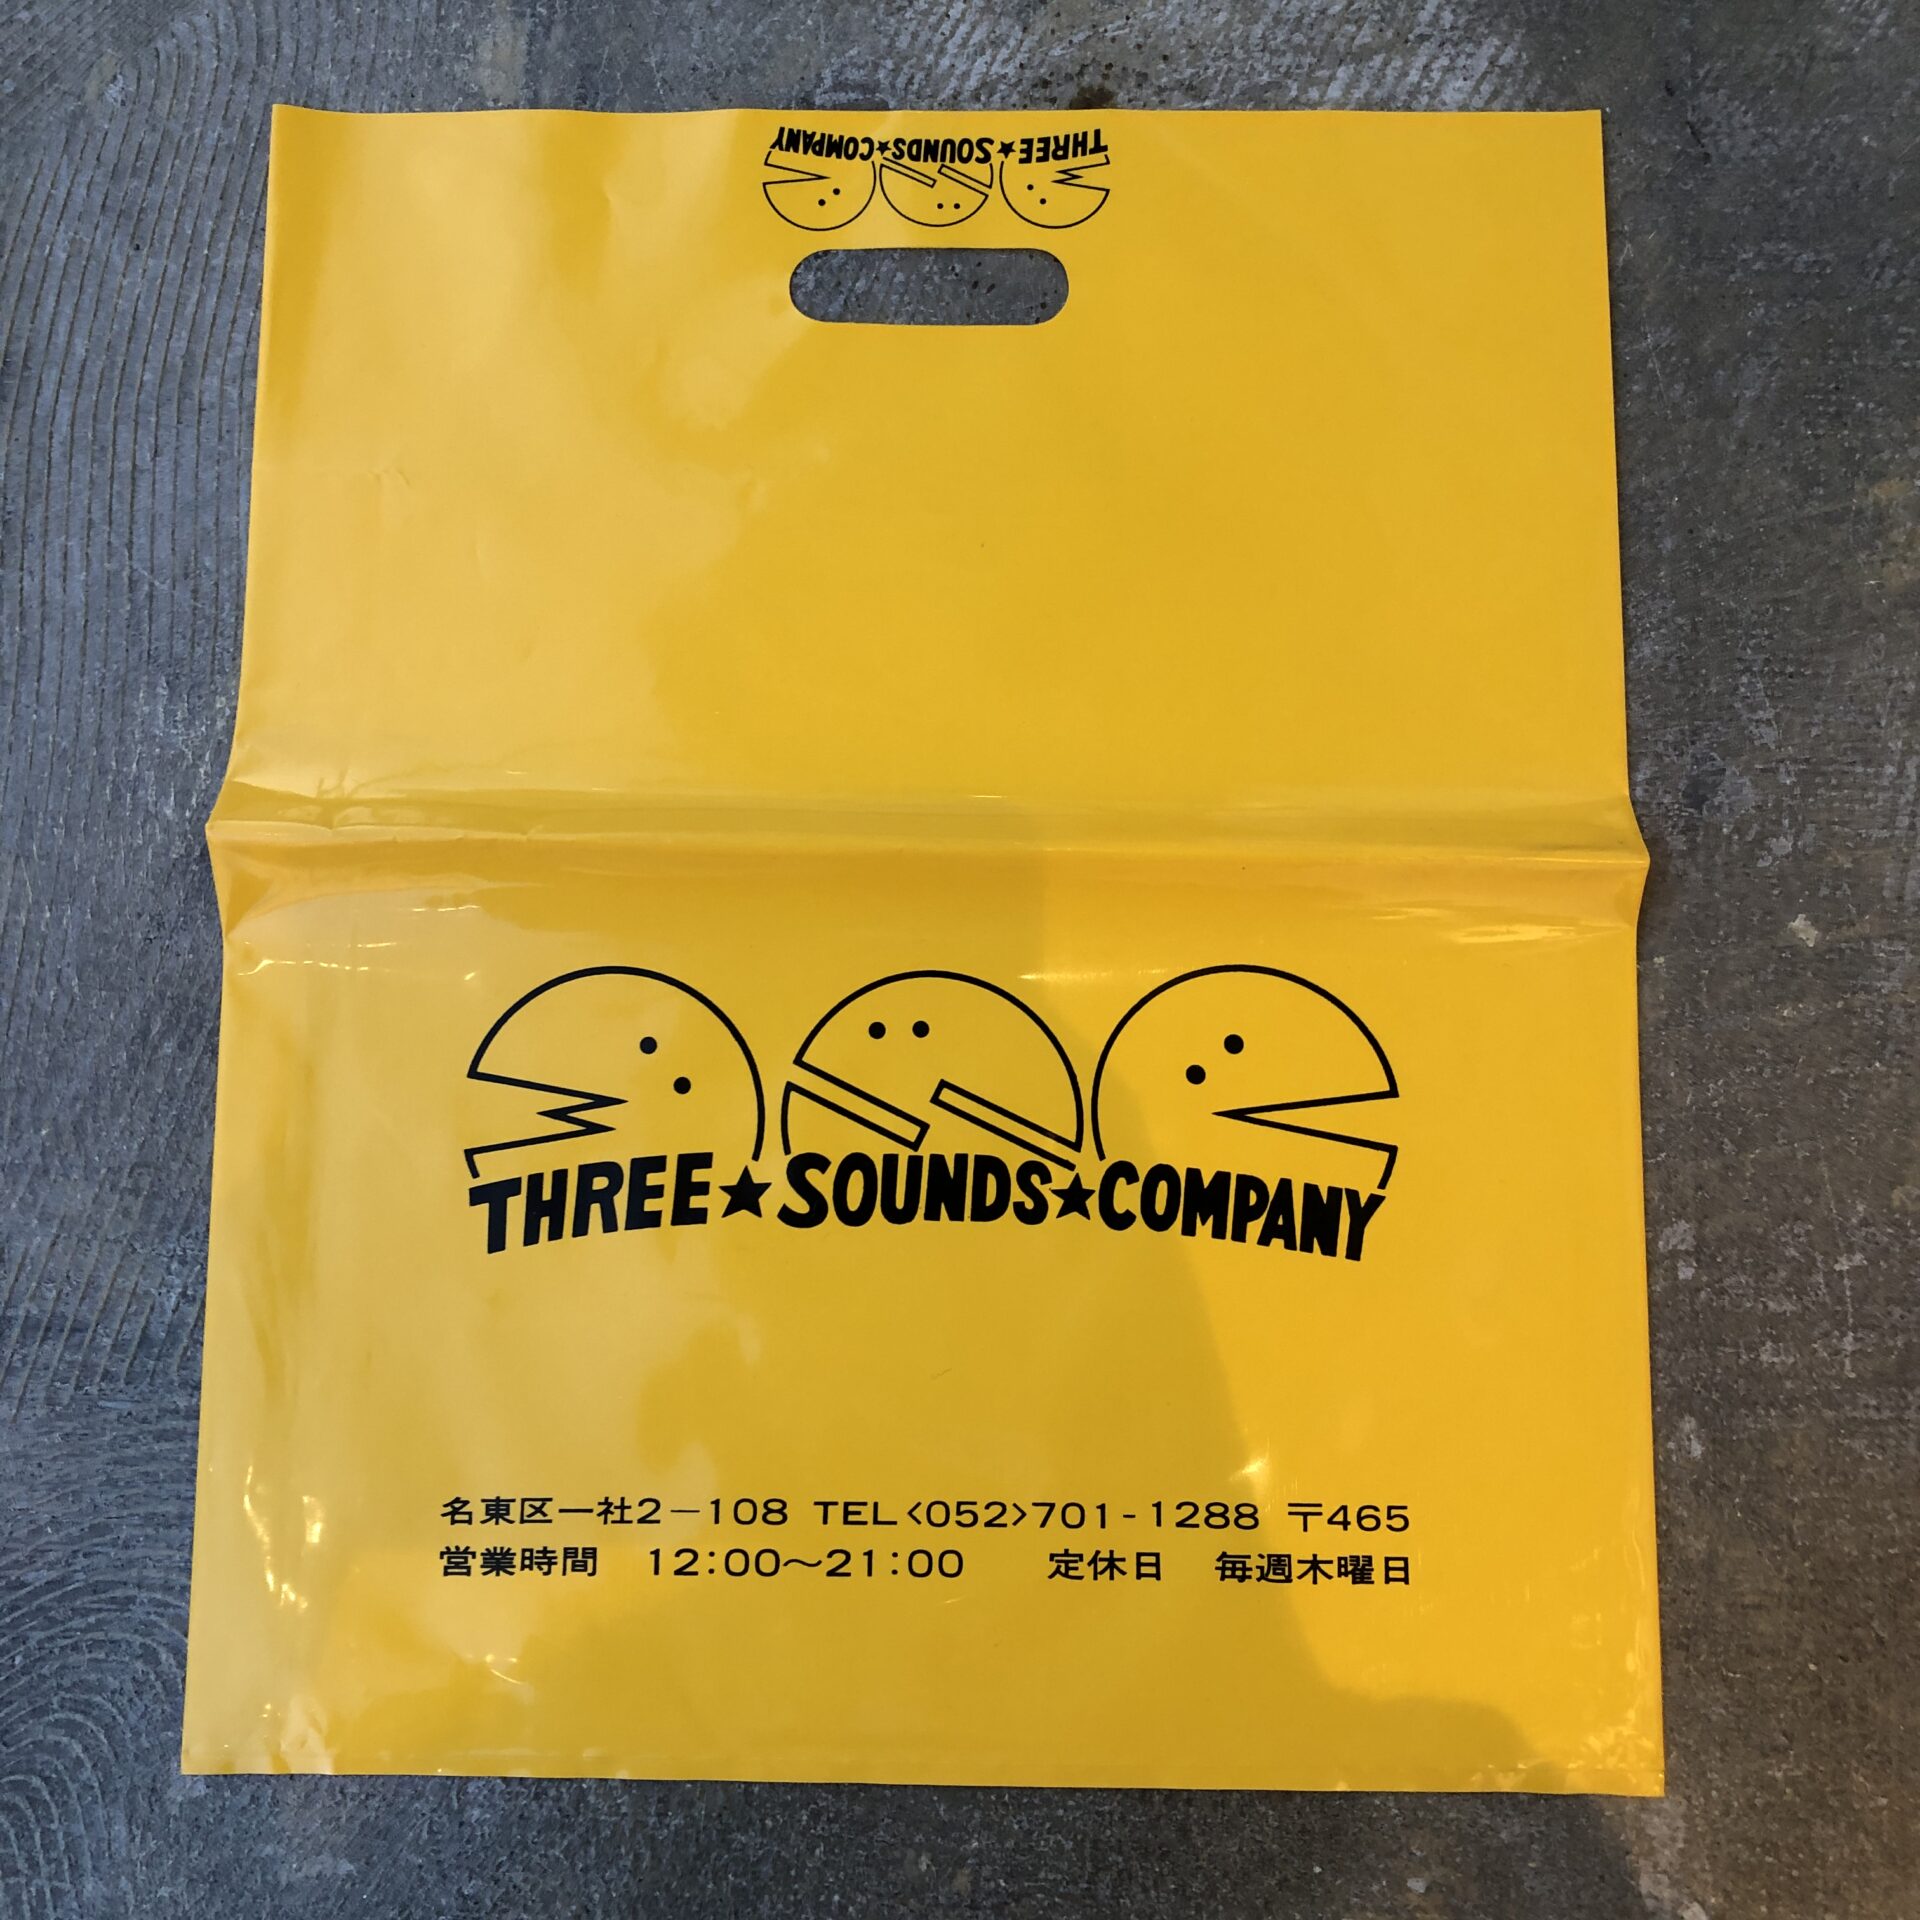 THREE★SOUNDS★COMPANY
THREE★SOUNDS★COMPANY
名東区一社2－108 TEL<052>701-1288 〒465
営業時間 12:00～21:00 定休日 毎週木曜日